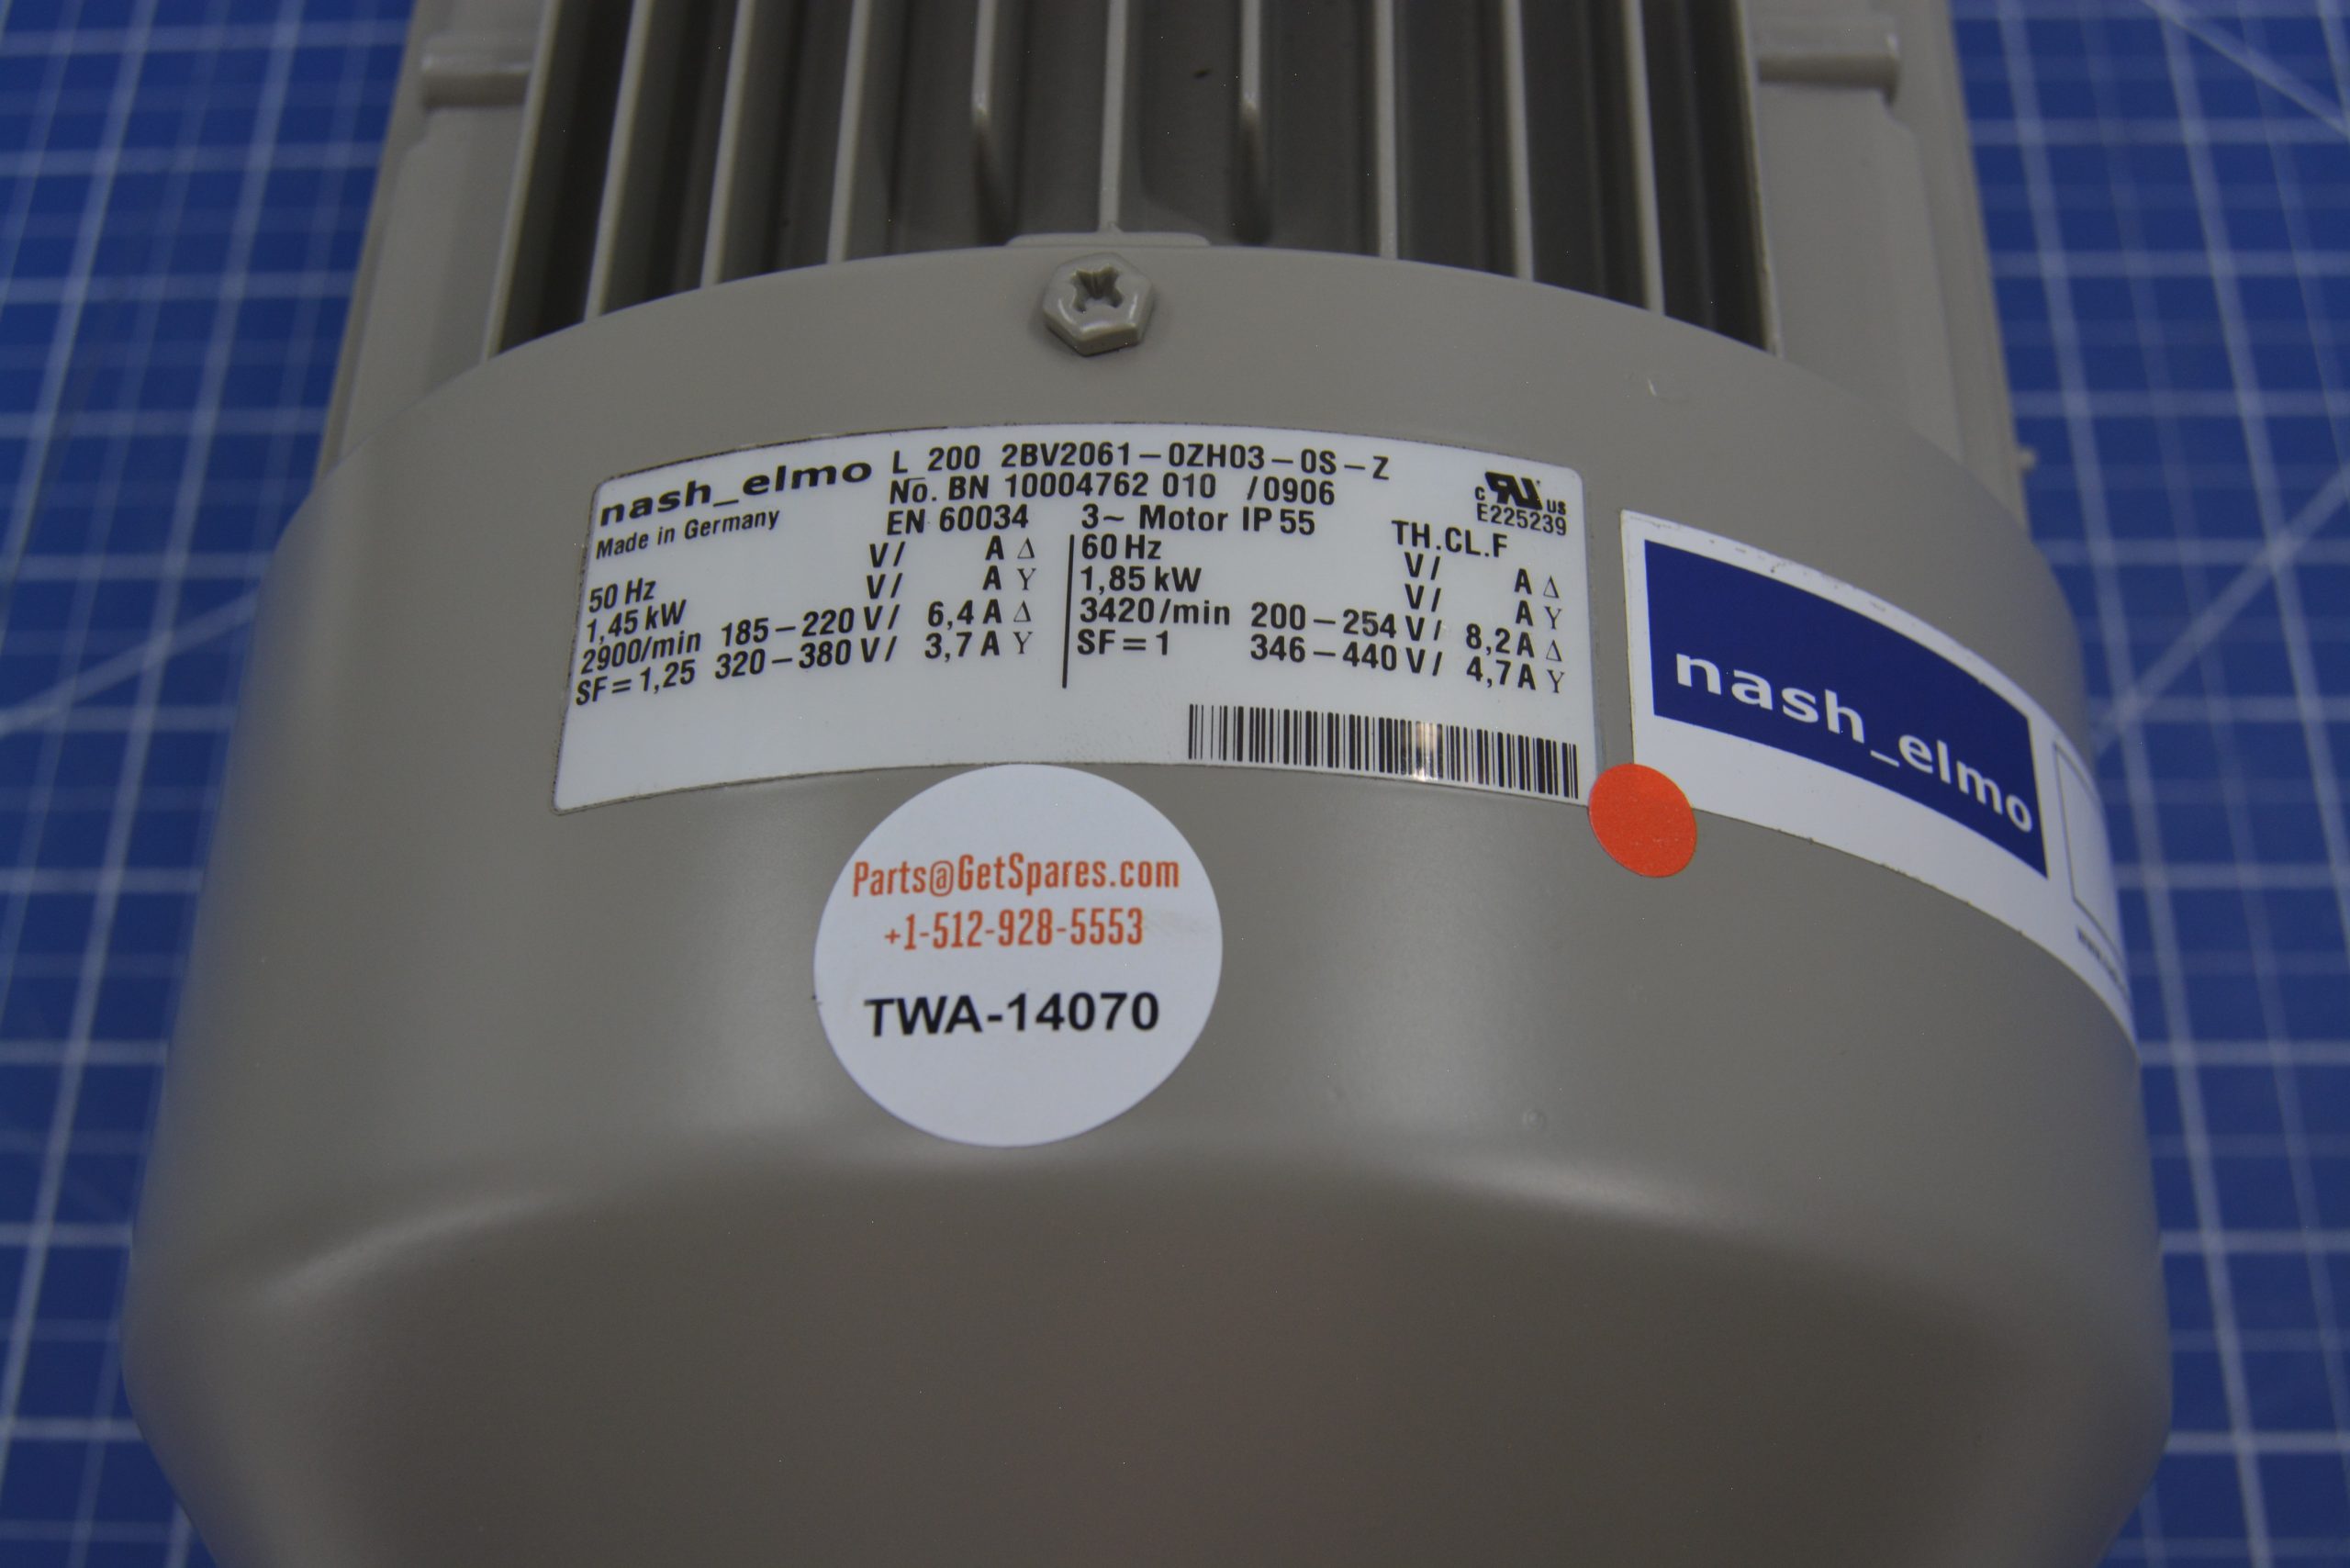 nash_elmo L 200 2BV2061-0ZH03-0S-Z
No. BN 10004762 010 /0906
Made in Germany EN 60034 3~ Motor IP 55 TH.CL.F
c RU us
E225239
50 Hz V/ A Δ
1,45 kW V/ A Y
2900/min 185-220 V/ 6,4 A Δ
SF=1,25 320-380 V/ 3,7 A Y
60 Hz V/ A Δ
1,85 kW V/ A Y
3420/min 200-254 V/ 8,2 A Δ
SF=1 346-440 V/ 4,7 A Y
nash_elmo
Parts@GetSpares.com
+1-512-928-5553
TWA-14070